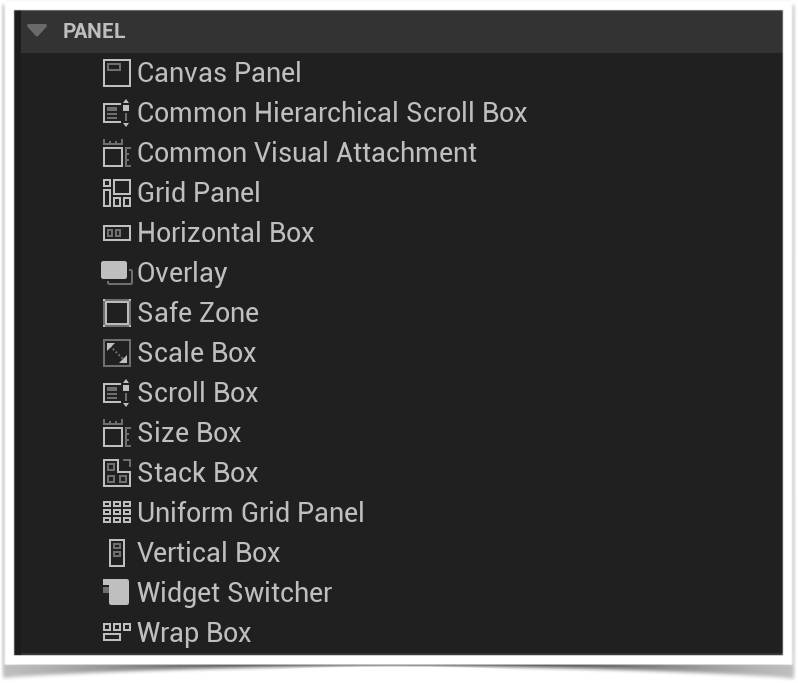 PANEL
Canvas Panel
Common Hierarchical Scroll Box
Common Visual Attachment
Grid Panel
Horizontal Box
Overlay
Safe Zone
Scale Box
Scroll Box
Size Box
Stack Box
Uniform Grid Panel
Vertical Box
Widget Switcher
Wrap Box